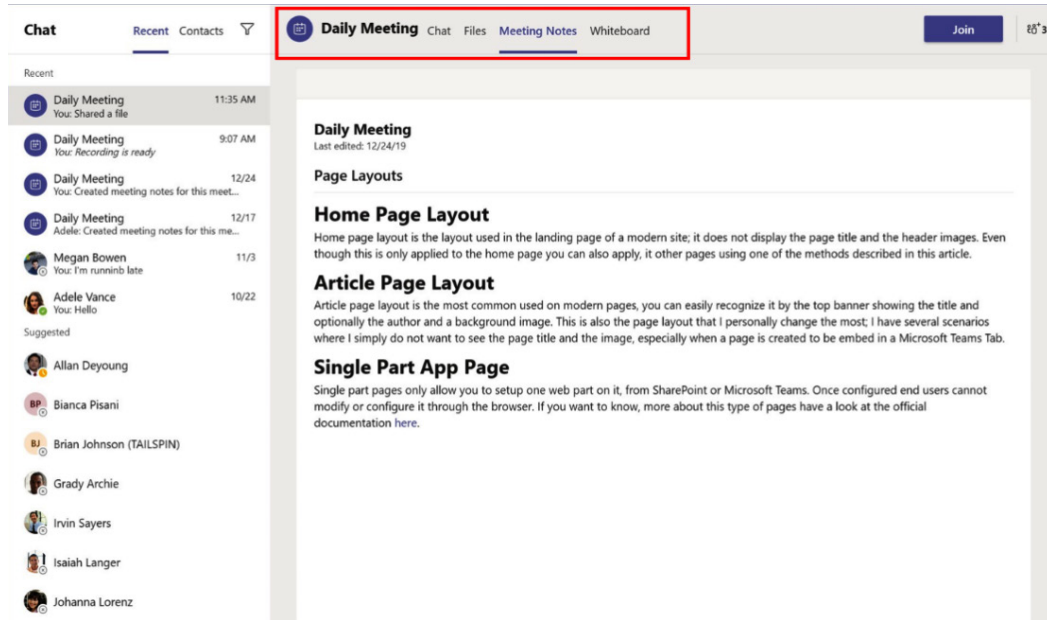 Chat
Recent
Contacts
Recent
Daily Meeting
11:35 AM
You: Shared a file
Daily Meeting
9:07 AM
You: Recording is ready
Daily Meeting
12/24
You: Created meeting notes for this meet...
Daily Meeting
12/17
Adele: Created meeting notes for this me...
Megan Bowen
11/3
You: I'm runninb late
Adele Vance
10/22
You: Hello
Suggested
Allan Deyoung
BP
Bianca Pisani
BJ
Brian Johnson (TAILSPIN)
Grady Archie
Irvin Sayers
Isaiah Langer
Johanna Lorenz
Daily Meeting
Chat
Files
Meeting Notes
Whiteboard
Join
3
Daily Meeting
Last edited: 12/24/19
Page Layouts
Home Page Layout
Home page layout is the layout used in the landing page of a modern site; it does not display the page title and the header images. Even
though this is only applied to the home page you can also apply, it other pages using one of the methods described in this article.
Article Page Layout
Article page layout is the most common used on modern pages, you can easily recognize it by the top banner showing the title and
optionally the author and a background image. This is also the page layout that I personally change the most; I have several scenarios
where I simply do not want to see the page title and the image, especially when a page is created to be embed in a Microsoft Teams Tab.
Single Part App Page
Single part pages only allow you to setup one web part on it, from SharePoint or Microsoft Teams. Once configured end users cannot
modify or configure it through the browser. If you want to know, more about this type of pages have a look at the official
documentation here.